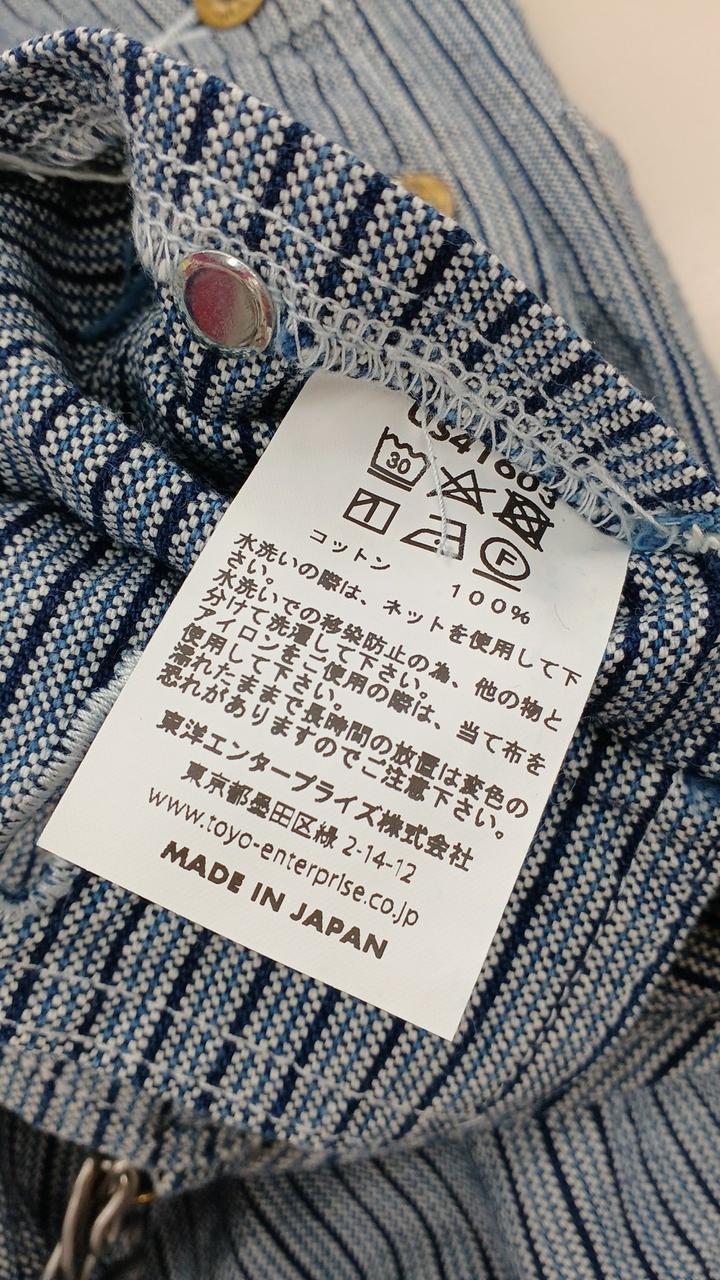 30
F
コットン 100%
水洗いの際は、ネットを使用して下
さい。
水洗いでの移染防止の為、他の物と
分けて洗濯して下さい。
アイロンをご使用の際は、当て布を
使用して下さい。
濡れたままで長時間の放置は変色の
恐れがありますのでご注意下さい。
東洋エンタープライズ株式会社
東京都墨田区緑 2-14-12
www.toyo-enterprise.co.jp
MADE IN JAPAN